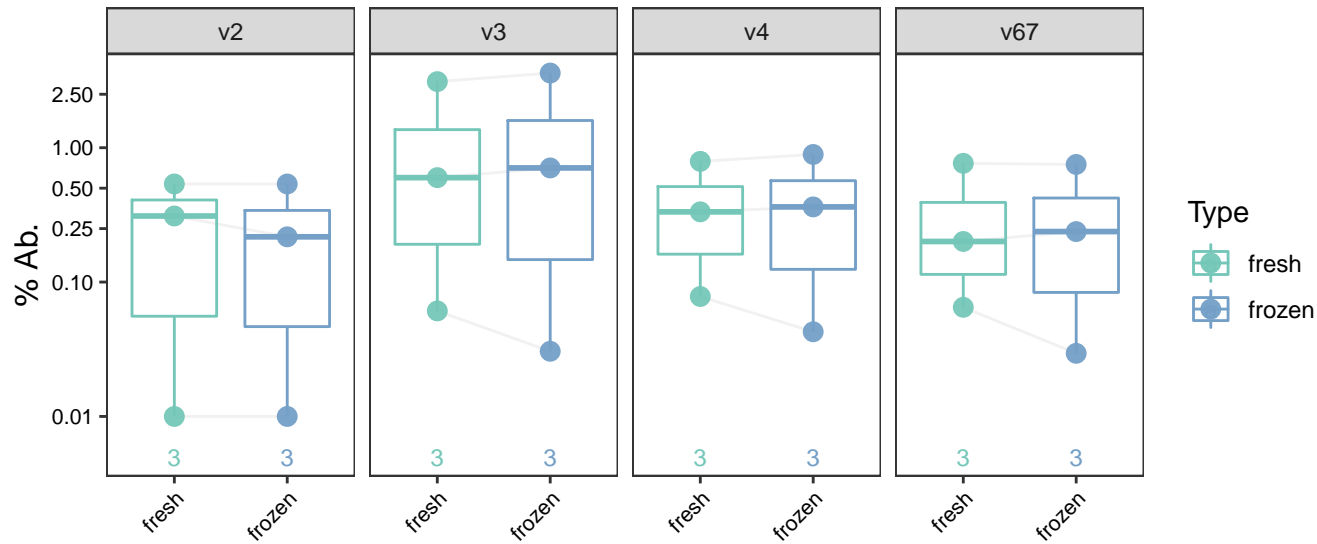 v2 v3 v4 v67
% Ab.
2.50
1.00
0.50
0.25
0.10
0.01
3 3 3 3 3 3 3 3
fresh frozen fresh frozen fresh frozen fresh frozen
Type
fresh
frozen